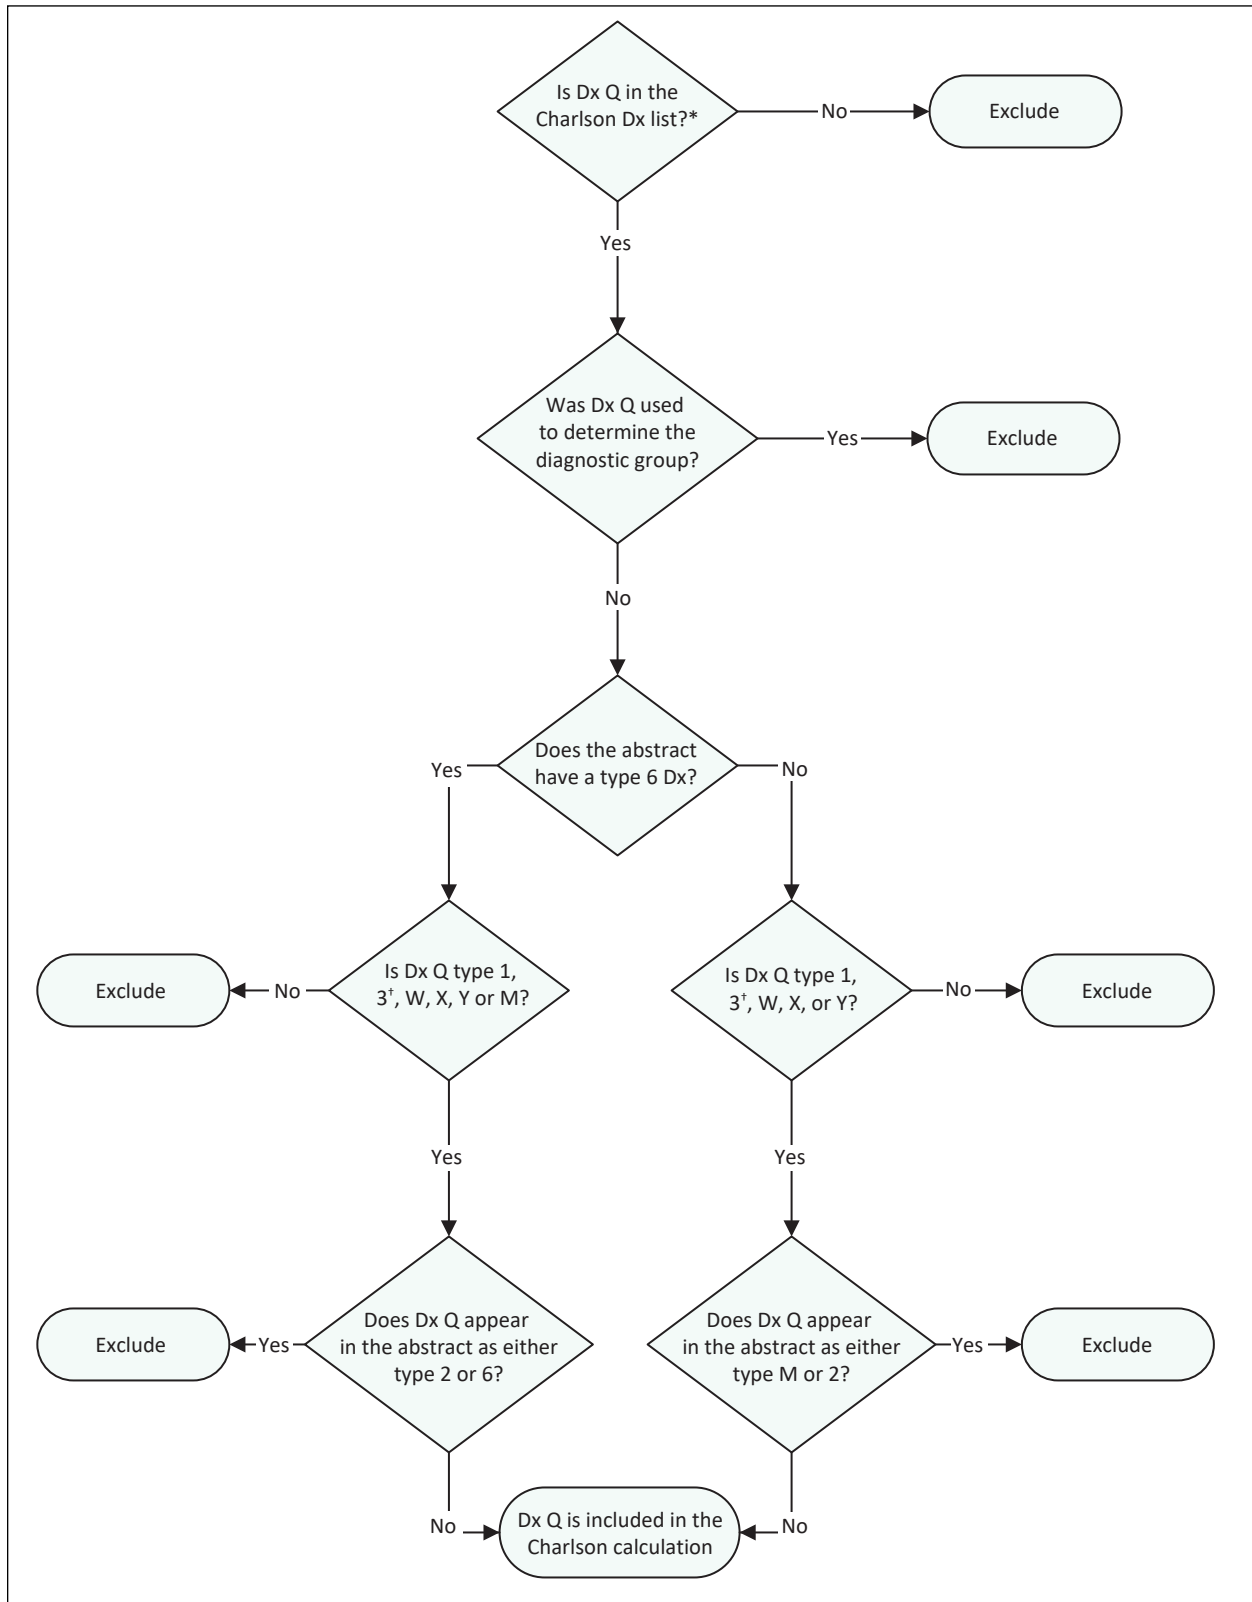 Is Dx Q in the
Charlson Dx list?*
No
Exclude
Yes
Was Dx Q used
to determine the
diagnostic group?
Yes
Exclude
No
Does the abstract
have a type 6 Dx?
Yes
No
Is Dx Q type 1,
3†, W, X, Y or M?
No
Exclude
Is Dx Q type 1,
3†, W, X, or Y?
No
Exclude
Yes
Yes
Does Dx Q appear
in the abstract as either
type 2 or 6?
Yes
Exclude
Does Dx Q appear
in the abstract as either
type M or 2?
Yes
Exclude
No
No
Dx Q is included in the
Charlson calculation